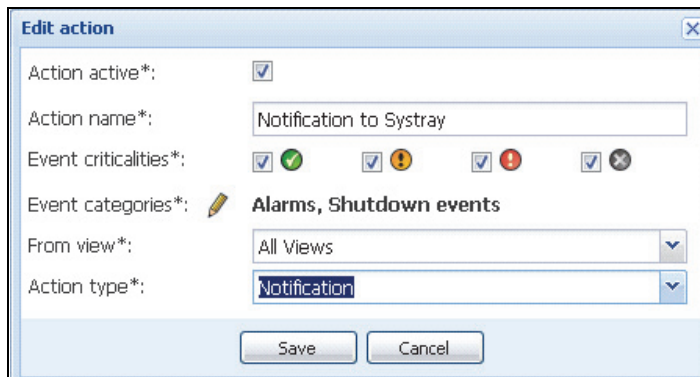 Edit action
Action active*:
Action name*: Notification to Systray
Event criticalities*:
Event categories*: Alarms, Shutdown events
From view*: All Views
Action type*: Notification
Save Cancel